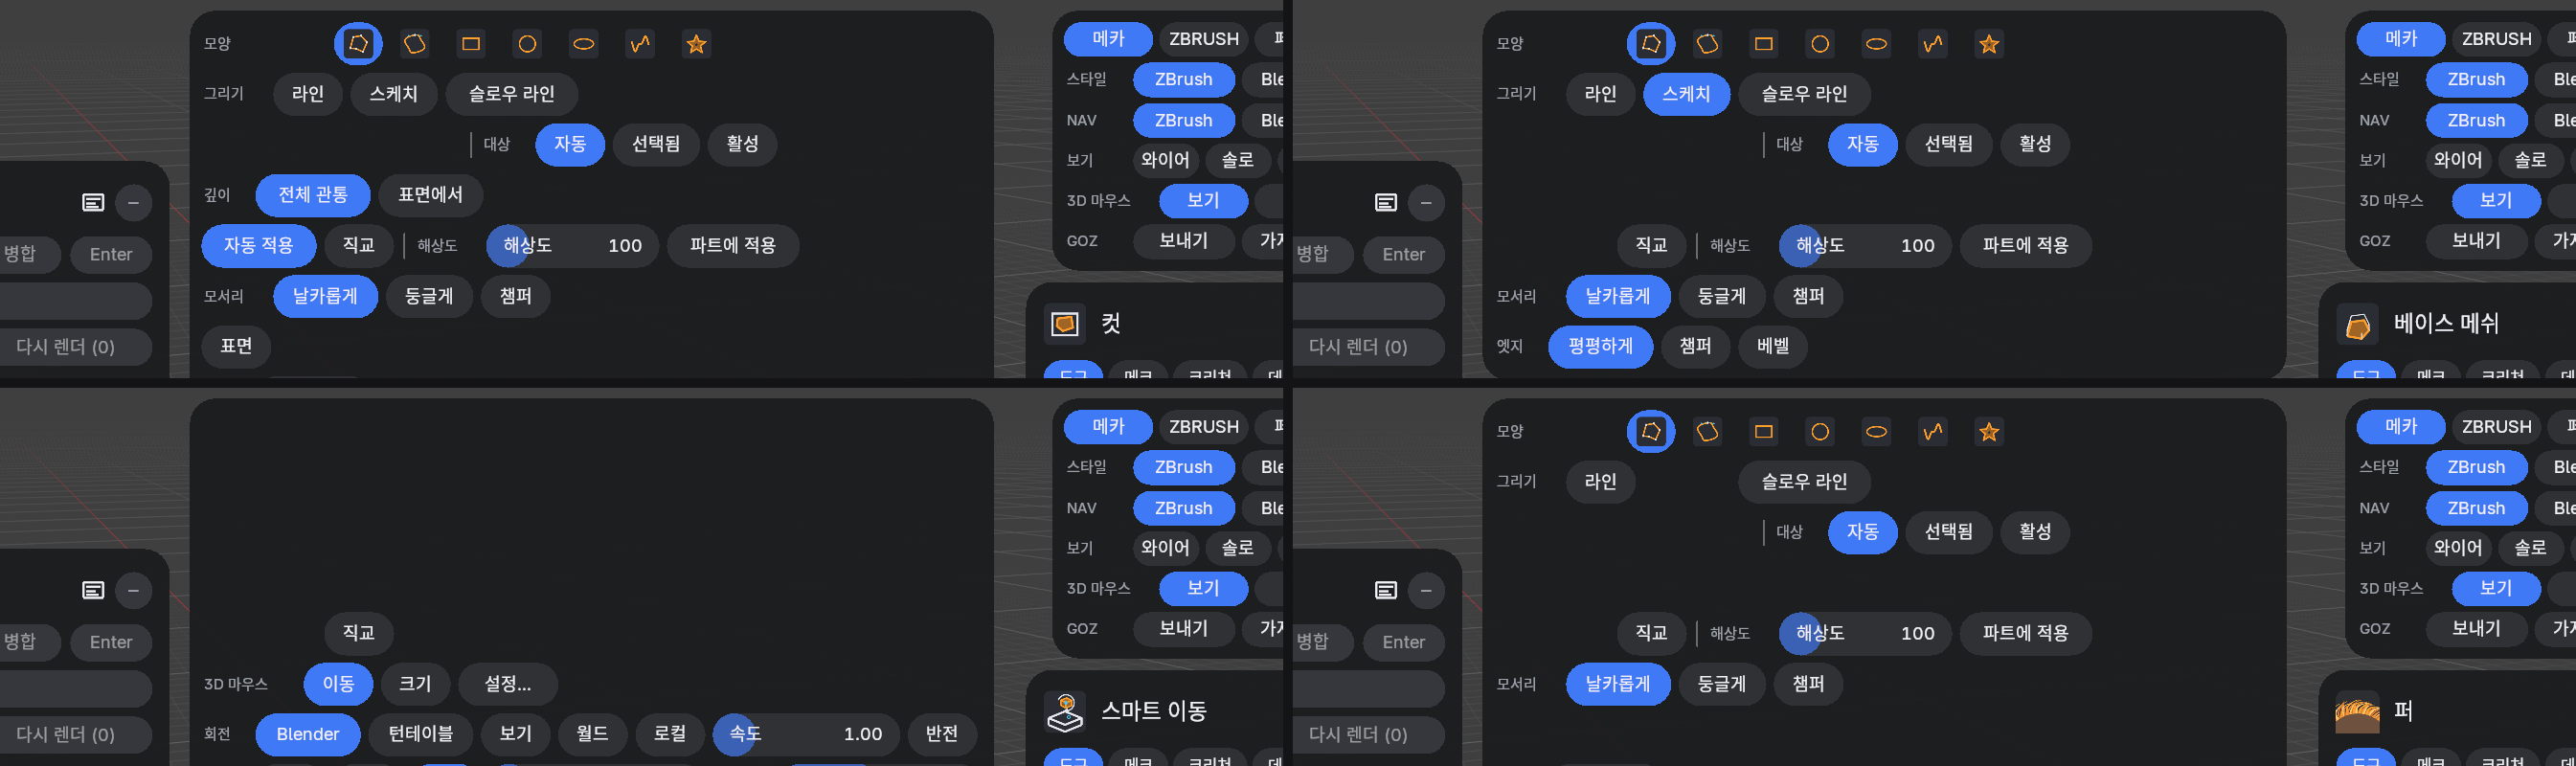 모양
그리기 라인 스케치 슬로우 라인
대상 자동 선택됨 활성
깊이 전체 관통 표면에서
자동 적용 직교 해상도 해상도 100 파트에 적용
모서리 날카롭게 둥글게 챔퍼
표면
병합 Enter
다시 렌더 (0)
메카 ZBRUSH
스타일 ZBrush Ble
NAV ZBrush Ble
보기 와이어 솔로
3D 마우스 보기
GOZ 보내기
컷
모양
그리기 라인 스케치 슬로우 라인
대상 자동 선택됨 활성
직교 해상도 해상도 100 파트에 적용
모서리 날카롭게 둥글게 챔퍼
엣지 평평하게 챔퍼 베벨
병합 Enter
다시 렌더 (0)
메카 ZBRUSH
스타일 ZBrush Ble
NAV ZBrush Ble
보기 와이어 솔로
3D 마우스 보기
GOZ 보내기
베이스 메쉬
직교
3D 마우스 이동 크기 설정...
회전 Blender 턴테이블 보기 월드 로컬 속도 1.00 반전
병합 Enter
다시 렌더 (0)
메카 ZBRUSH
스타일 ZBrush Ble
NAV ZBrush Ble
보기 와이어 솔로
3D 마우스 보기
GOZ 보내기
스마트 이동
모양
그리기 라인 슬로우 라인
대상 자동 선택됨 활성
직교 해상도 해상도 100 파트에 적용
모서리 날카롭게 둥글게 챔퍼
병합 Enter
다시 렌더 (0)
메카 ZBRUSH
스타일 ZBrush Ble
NAV ZBrush Ble
보기 와이어 솔로
3D 마우스 보기
GOZ 보내기
퍼